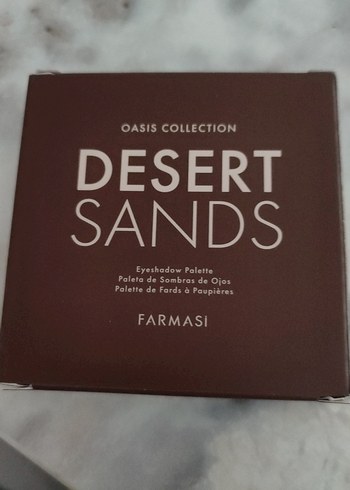 OASIS COLLECTION
DESERT
SANDS
Eyeshadow Palette
Paleta de Sombras de Ojos
Palette de Fards à Paupières
FARMASI